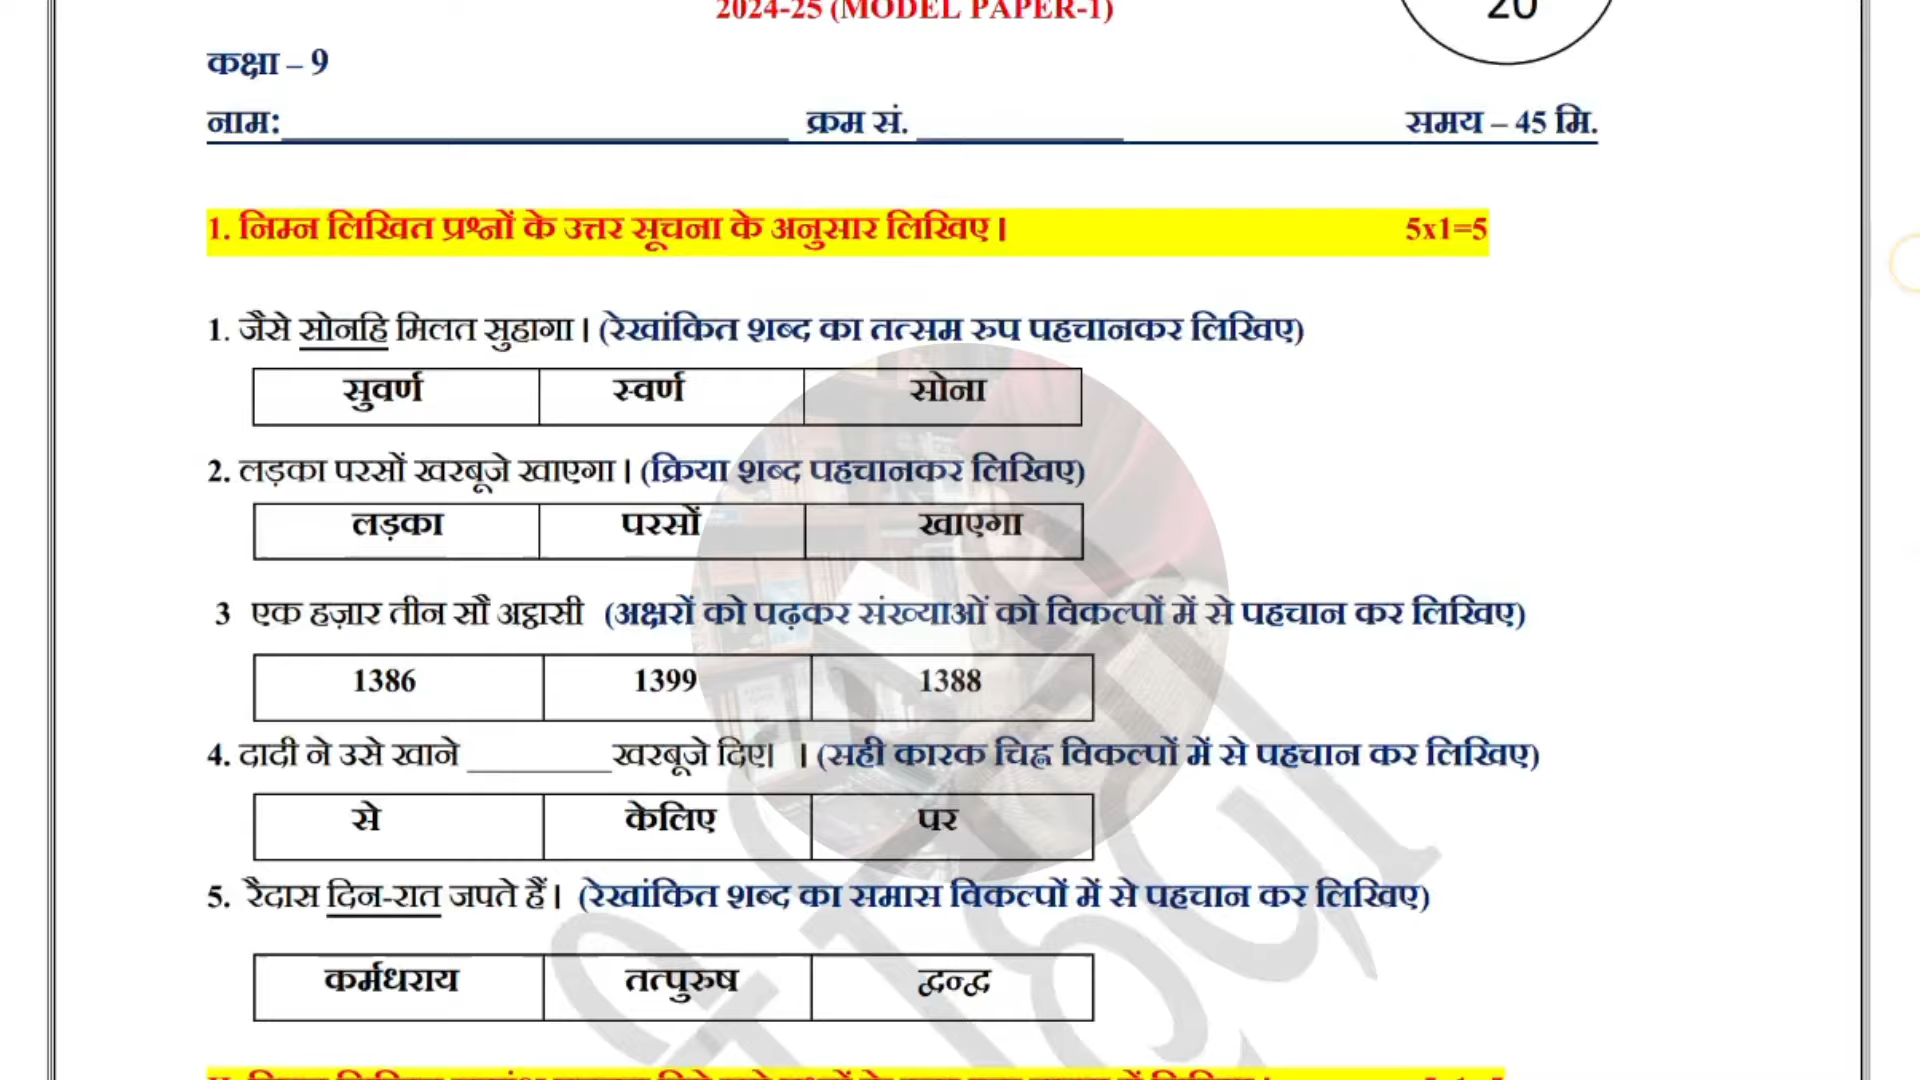 2024-25 (MODEL PAPER-1)
20
कक्षा – 9
नाम:______________________________ क्रम सं. ____________ समय – 45 मि.
1. निम्न लिखित प्रश्नों के उत्तर सूचना के अनुसार लिखिए। 5x1=5
1. जैसे सोनहि मिलत सुहागा। (रेखांकित शब्द का तत्सम रुप पहचानकर लिखिए)
सुवर्ण स्वर्ण सोना
2. लड़का परसों खरबूजे खाएगा। (क्रिया शब्द पहचानकर लिखिए)
लड़का परसों खाएगा
3 एक हज़ार तीन सौ अट्ठासी (अक्षरों को पढ़कर संख्याओं को विकल्पों में से पहचान कर लिखिए)
1386 1399 1388
4. दादी ने उसे खाने _________खरबूजे दिए। । (सही कारक चिह्न विकल्पों में से पहचान कर लिखिए)
से केलिए पर
5. रैदास दिन-रात जपते हैं। (रेखांकित शब्द का समास विकल्पों में से पहचान कर लिखिए)
कर्मधराय तत्पुरुष द्वन्द्व